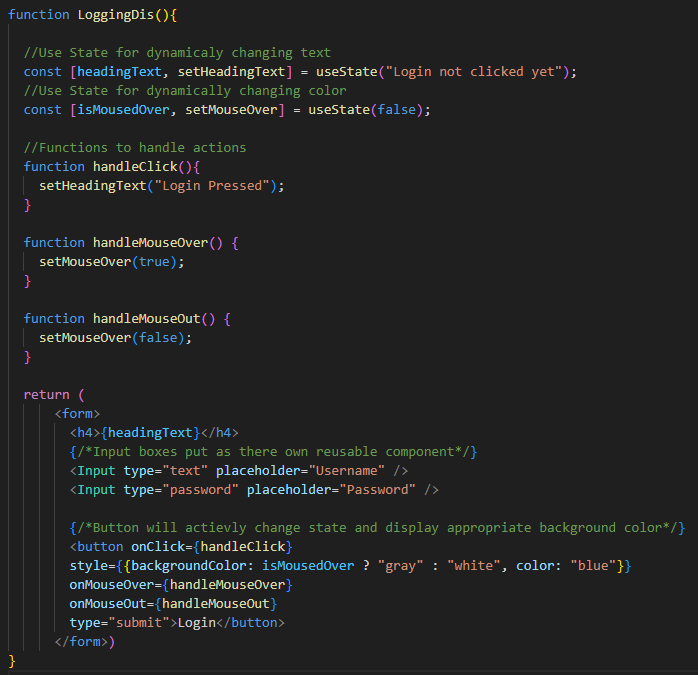 function LoggingDis(){
//Use State for dynamicaly changing text
const [headingText, setHeadingText] = useState("Login not clicked yet");
//Use State for dynamically changing color
const [isMousedOver, setMouseOver] = useState(false);
//Functions to handle actions
function handleClick(){
setHeadingText("Login Pressed");
}
function handleMouseOver() {
setMouseOver(true);
}
function handleMouseOut() {
setMouseOver(false);
}
return (
<form>
<h4>{headingText}</h4>
{/*Input boxes put as there own reusable component*/}
<Input type="text" placeholder="Username" />
<Input type="password" placeholder="Password" />
{/*Button will actievly change state and display appropriate background color*/}
<button onClick={handleClick}
style={{backgroundColor: isMousedOver ? "gray" : "white", color: "blue"}}
onMouseOver={handleMouseOver}
onMouseOut={handleMouseOut}
type="submit">Login</button>
</form>)
}